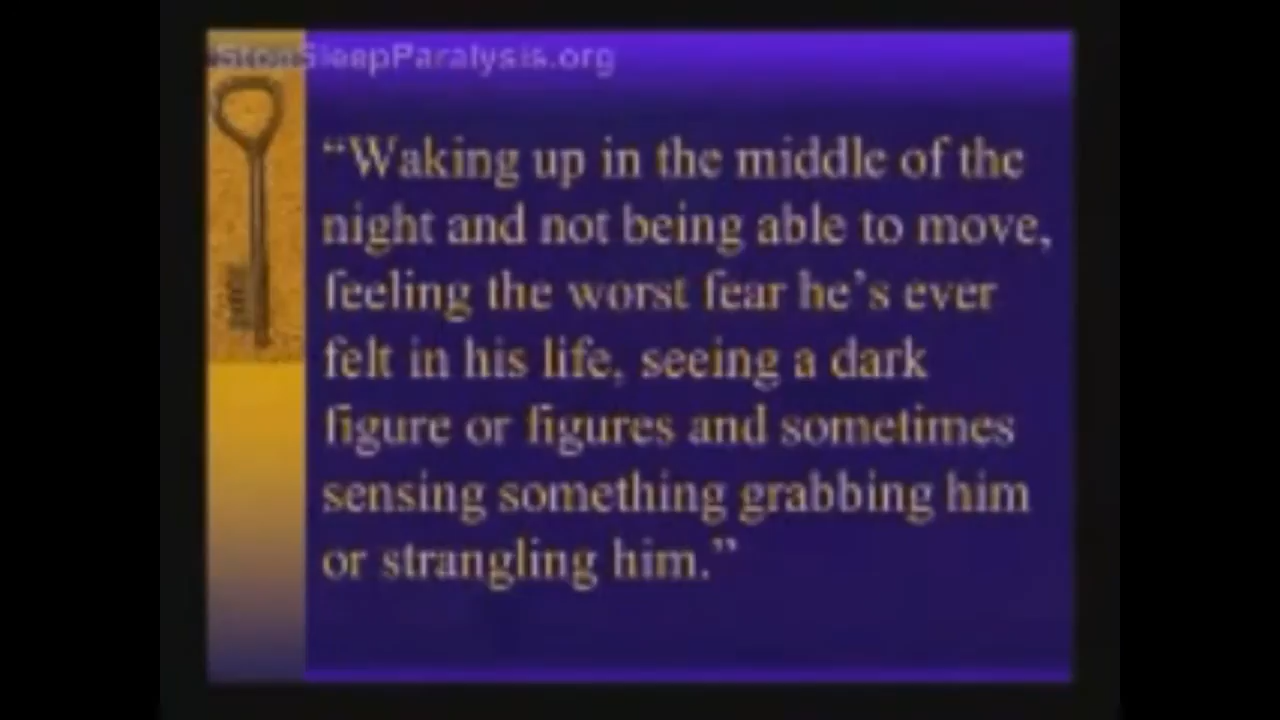 StopSleepParalysis.org
“Waking up in the middle of the
night and not being able to move,
feeling the worst fear he’s ever
felt in his life, seeing a dark
figure or figures and sometimes
sensing something grabbing him
or strangling him.”